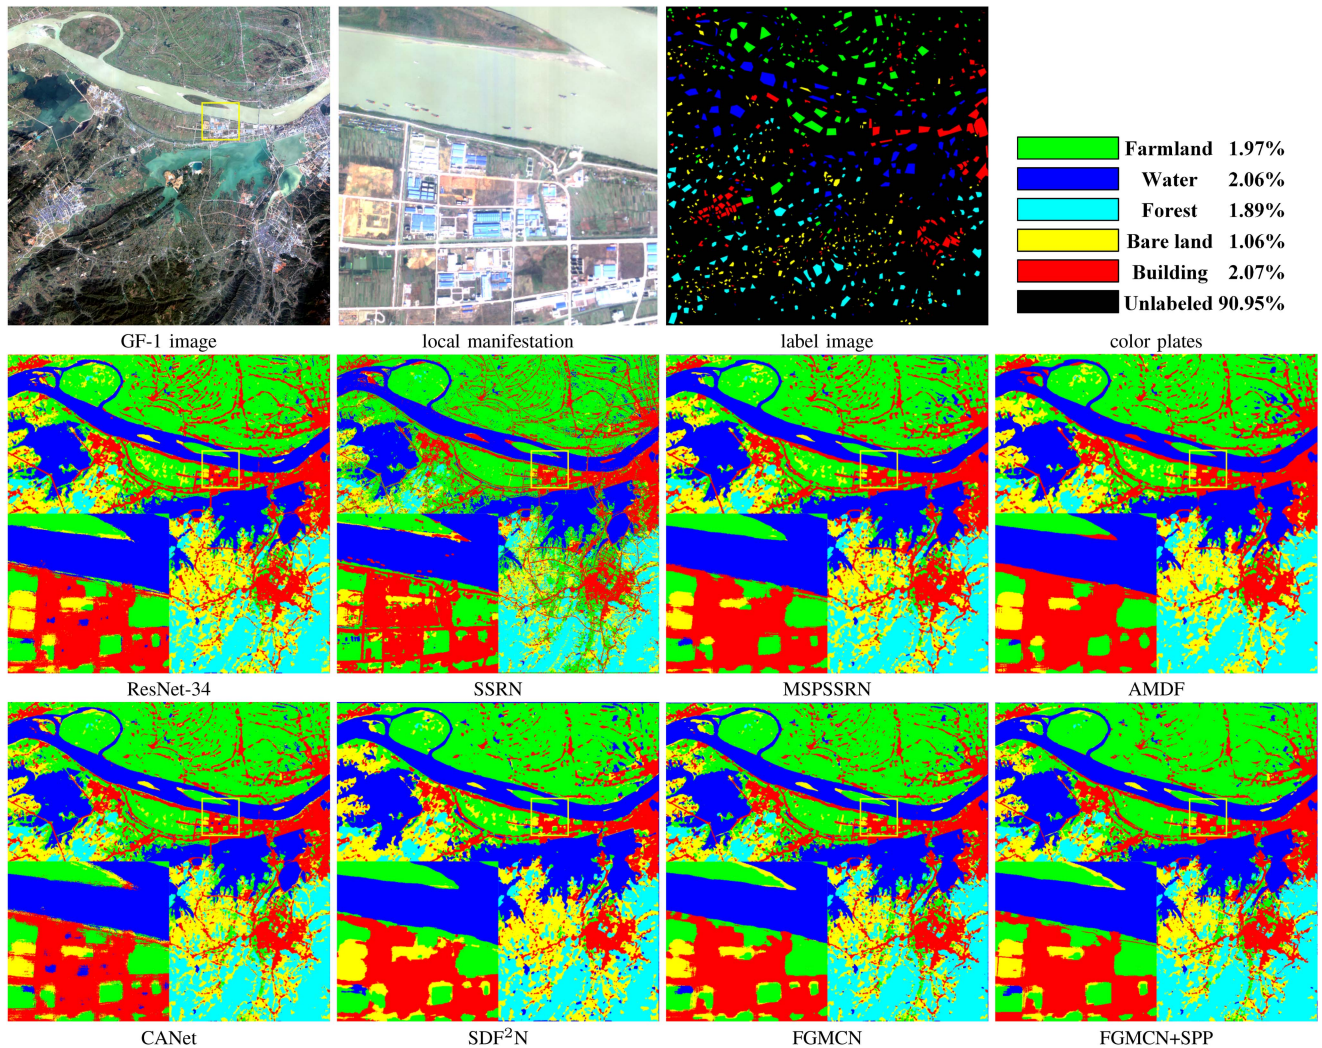 Farmland 1.97%
Water 2.06%
Forest 1.89%
Bare land 1.06%
Building 2.07%
Unlabeled 90.95%
GF-1 image
local manifestation
label image
color plates
ResNet-34
SSRN
MSPSSRN
AMDF
CANet
SDF²N
FGMCN
FGMCN+SPP